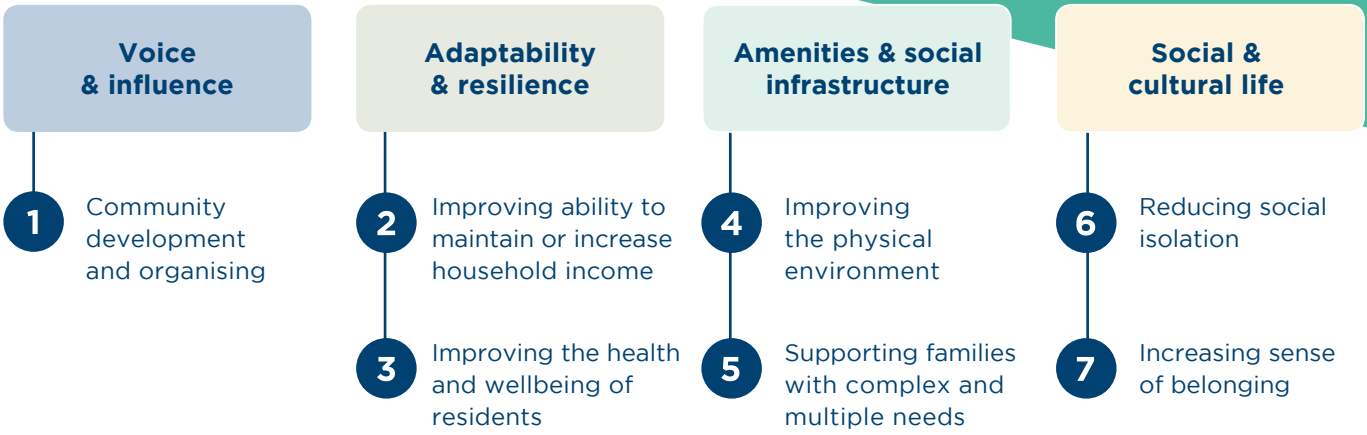 Voice
& influence
1
Community
development
and organising
Adaptability
& resilience
2
Improving ability to
maintain or increase
household income
3
Improving the health
and wellbeing of
residents
Amenities & social
infrastructure
4
Improving
the physical
environment
5
Supporting families
with complex and
multiple needs
Social &
cultural life
6
Reducing social
isolation
7
Increasing sense
of belonging